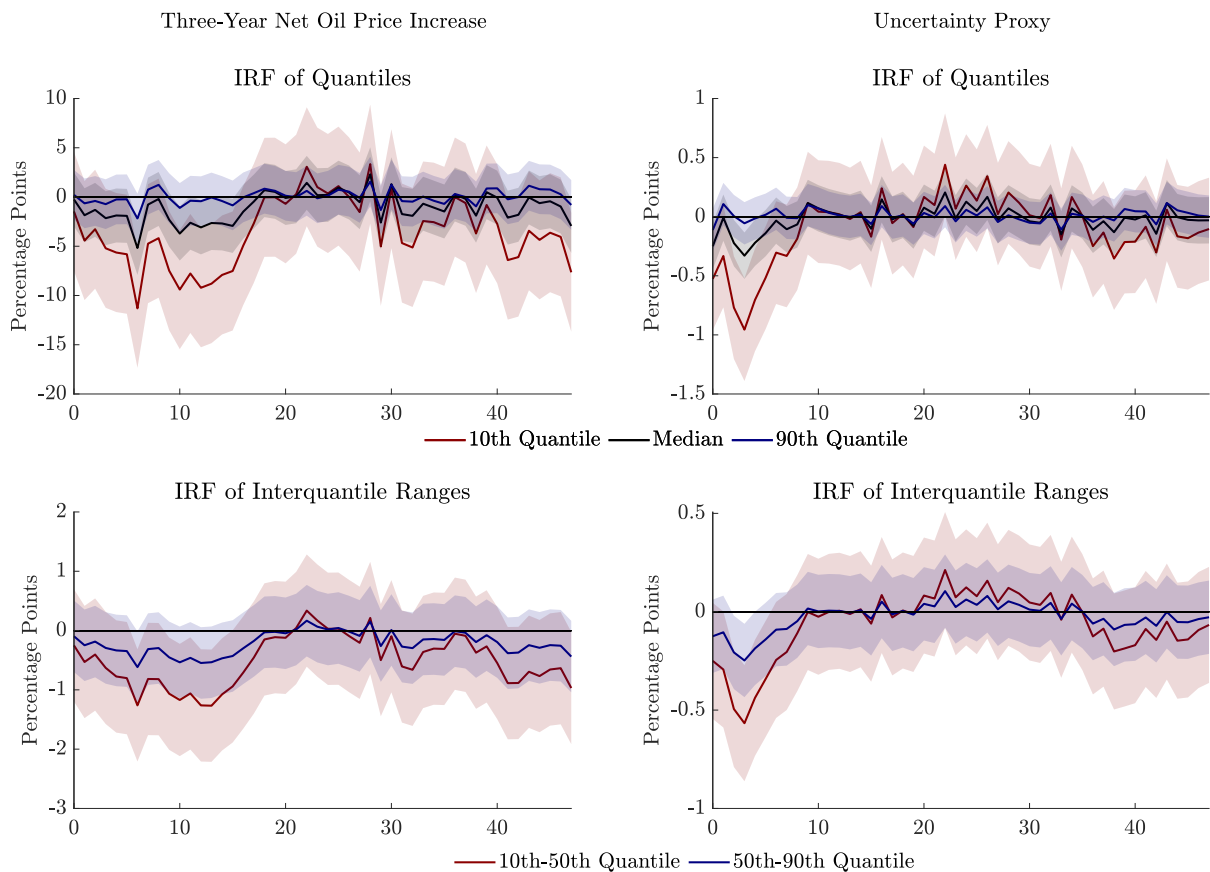 Three-Year Net Oil Price Increase
Uncertainty Proxy
IRF of Quantiles
10
5
0
-5
-10
-15
-20
Percentage Points
0 10 20 30 40
IRF of Quantiles
1
0.5
0
-0.5
-1
-1.5
Percentage Points
0 10 20 30 40
10th Quantile Median 90th Quantile
IRF of Interquantile Ranges
2
1
0
-1
-2
-3
Percentage Points
0 10 20 30 40
IRF of Interquantile Ranges
0.5
0
-0.5
-1
Percentage Points
0 10 20 30 40
10th-50th Quantile 50th-90th Quantile